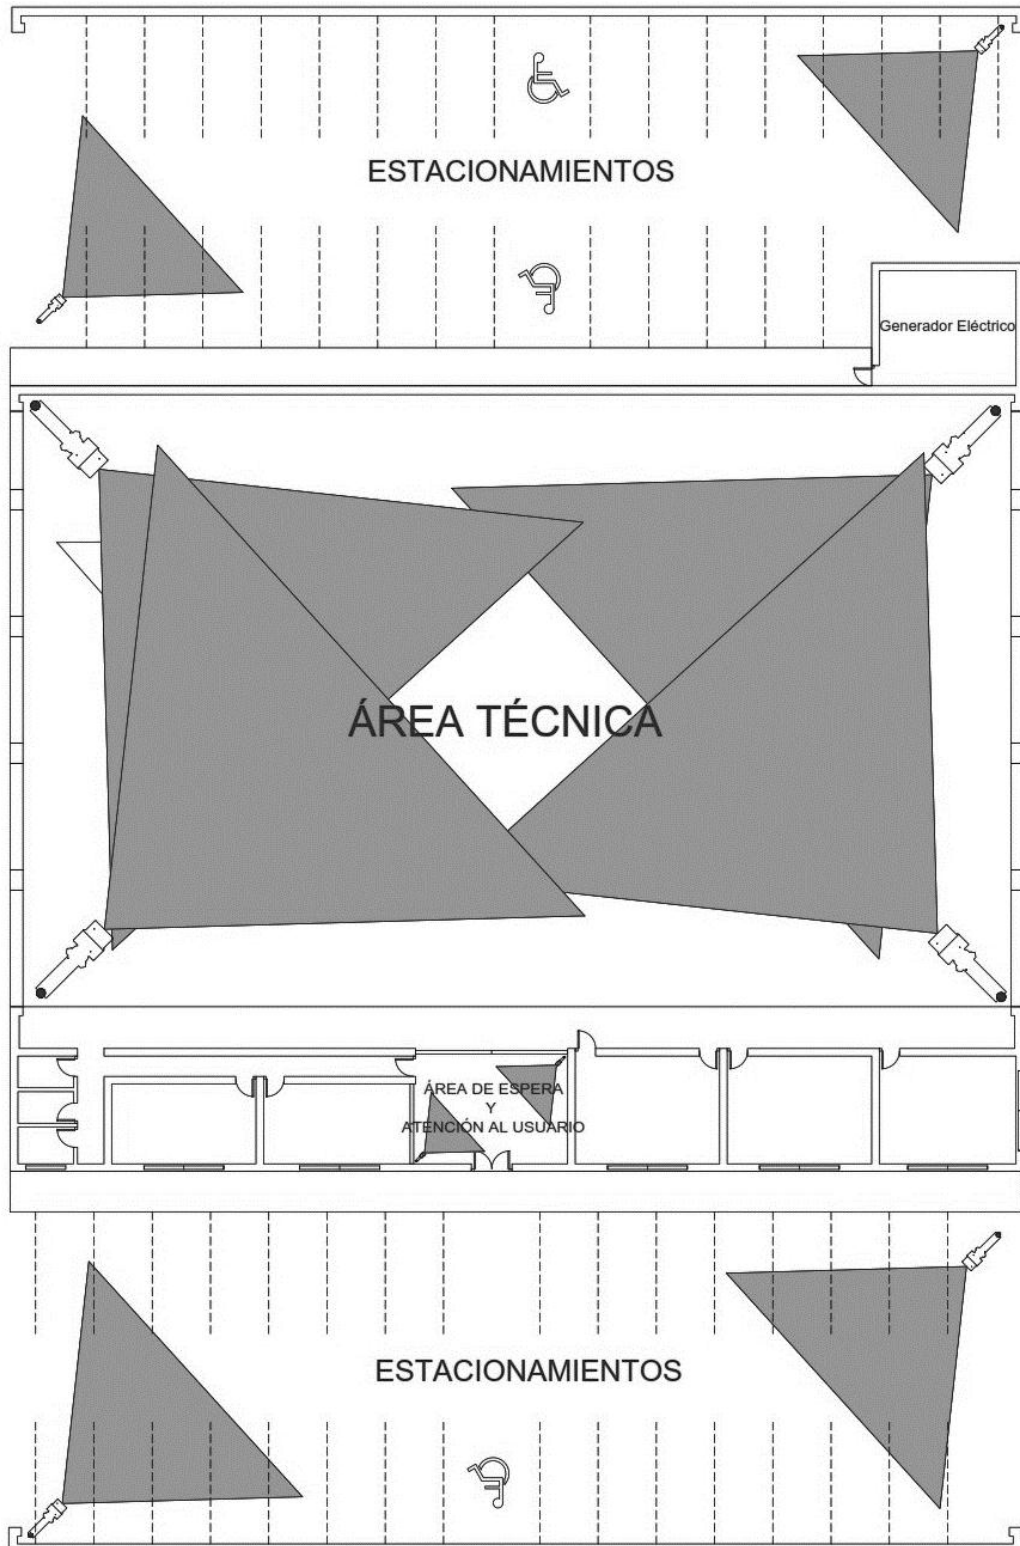 ESTACIONAMIENTOS
Generador Eléctrico
ÁREA TÉCNICA
ÁREA DE ESPERA
Y
ATENCIÓN AL USUARIO
ESTACIONAMIENTOS